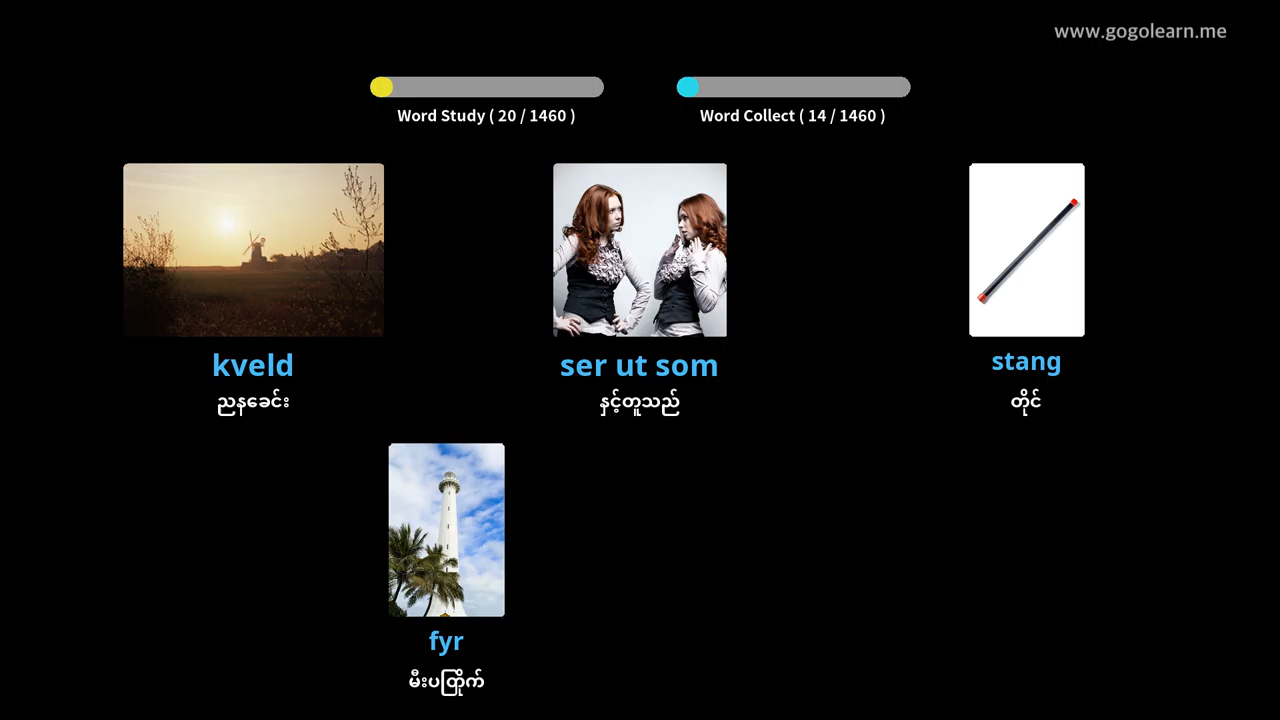 www.gogolearn.me
Word Study ( 20 / 1460 )
Word Collect ( 14 / 1460 )
kveld
ညနခေင်း
ser ut som
နှင့်တူသည်
stang
တိုင်
fyr
မီးပတြိုက်